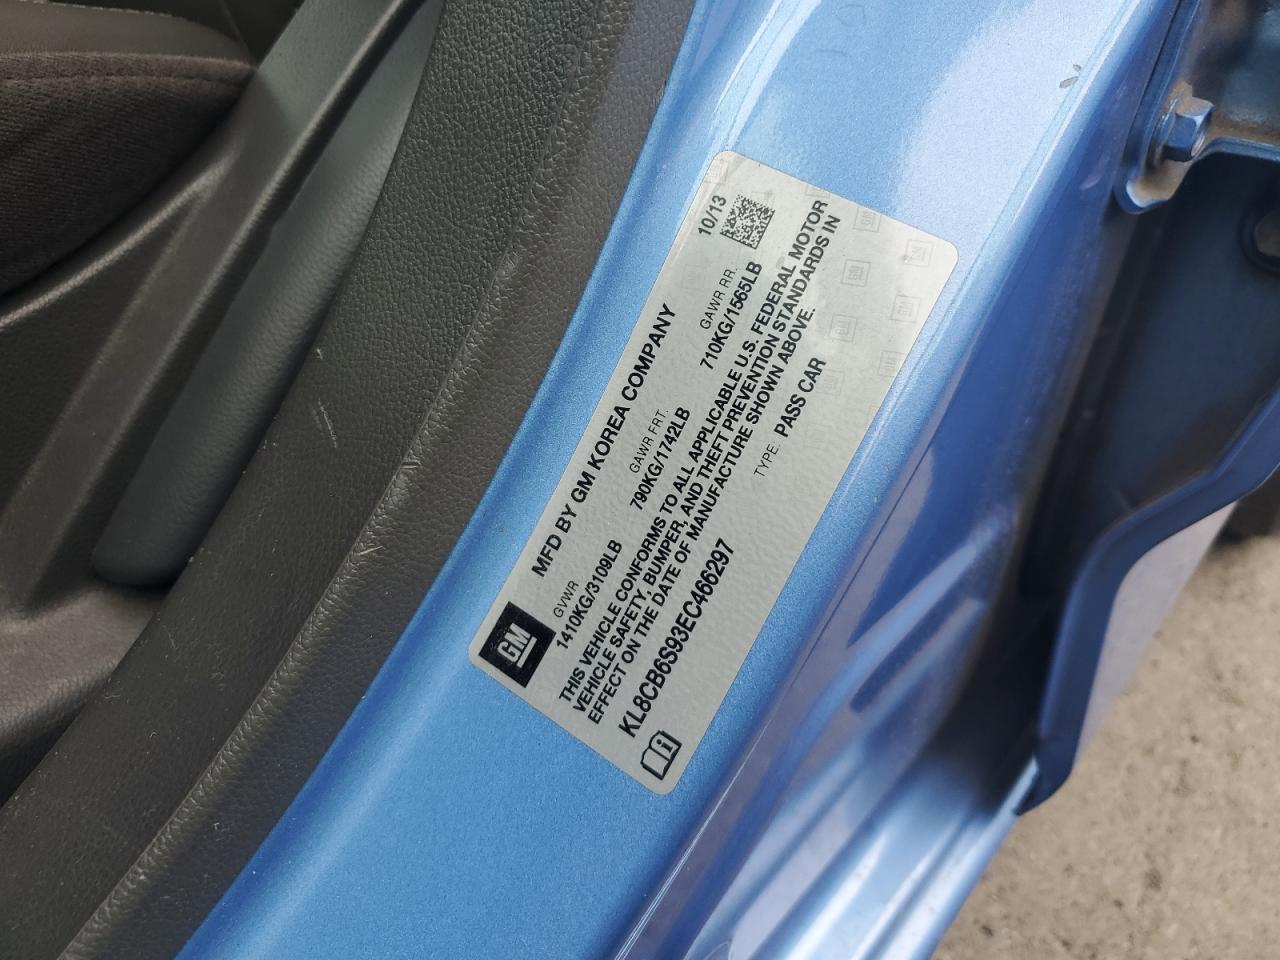 MFD BY GM KOREA COMPANY 10/13
GM
GVWR GAWR FRT. GAWR RR.
1410KG/3109LB 790KG/1742LB 710KG/1565LB
THIS VEHICLE CONFORMS TO ALL APPLICABLE U.S. FEDERAL MOTOR
VEHICLE SAFETY, BUMPER, AND THEFT PREVENTION STANDARDS IN
EFFECT ON THE DATE OF MANUFACTURE SHOWN ABOVE.
KL8CB6S93EC466297 TYPE: PASS CAR